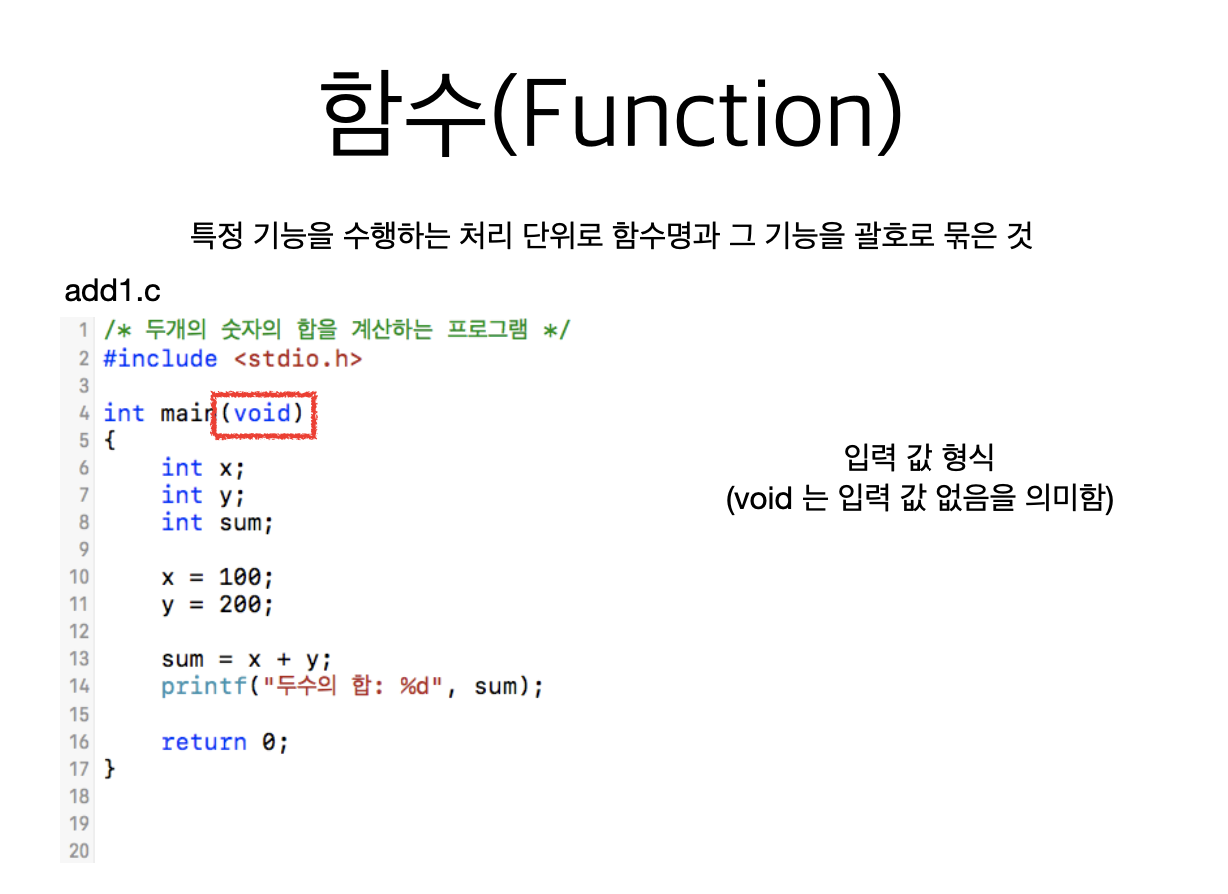 함수(Function)
특정 기능을 수행하는 처리 단위로 함수명과 그 기능을 괄호로 묶은 것
add1.c
1 /* 두개의 숫자의 합을 계산하는 프로그램 */
2 #include <stdio.h>
3
4 int main(void)
5 {
6     int x;
7     int y;
8     int sum;
9
10     x = 100;
11     y = 200;
12
13     sum = x + y;
14     printf("두수의 합: %d", sum);
15
16     return 0;
17 }
18
19
20
입력 값 형식
(void 는 입력 값 없음을 의미함)